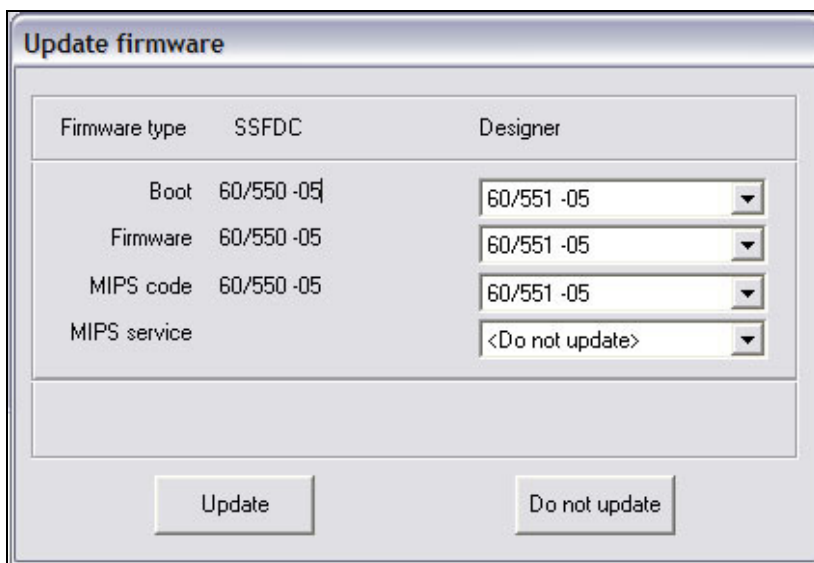 Update firmware
Firmware type SSFDC Designer
Boot 60/550 -05 60/551 -05
Firmware 60/550 -05 60/551 -05
MIPS code 60/550 -05 60/551 -05
MIPS service <Do not update>
Update Do not update